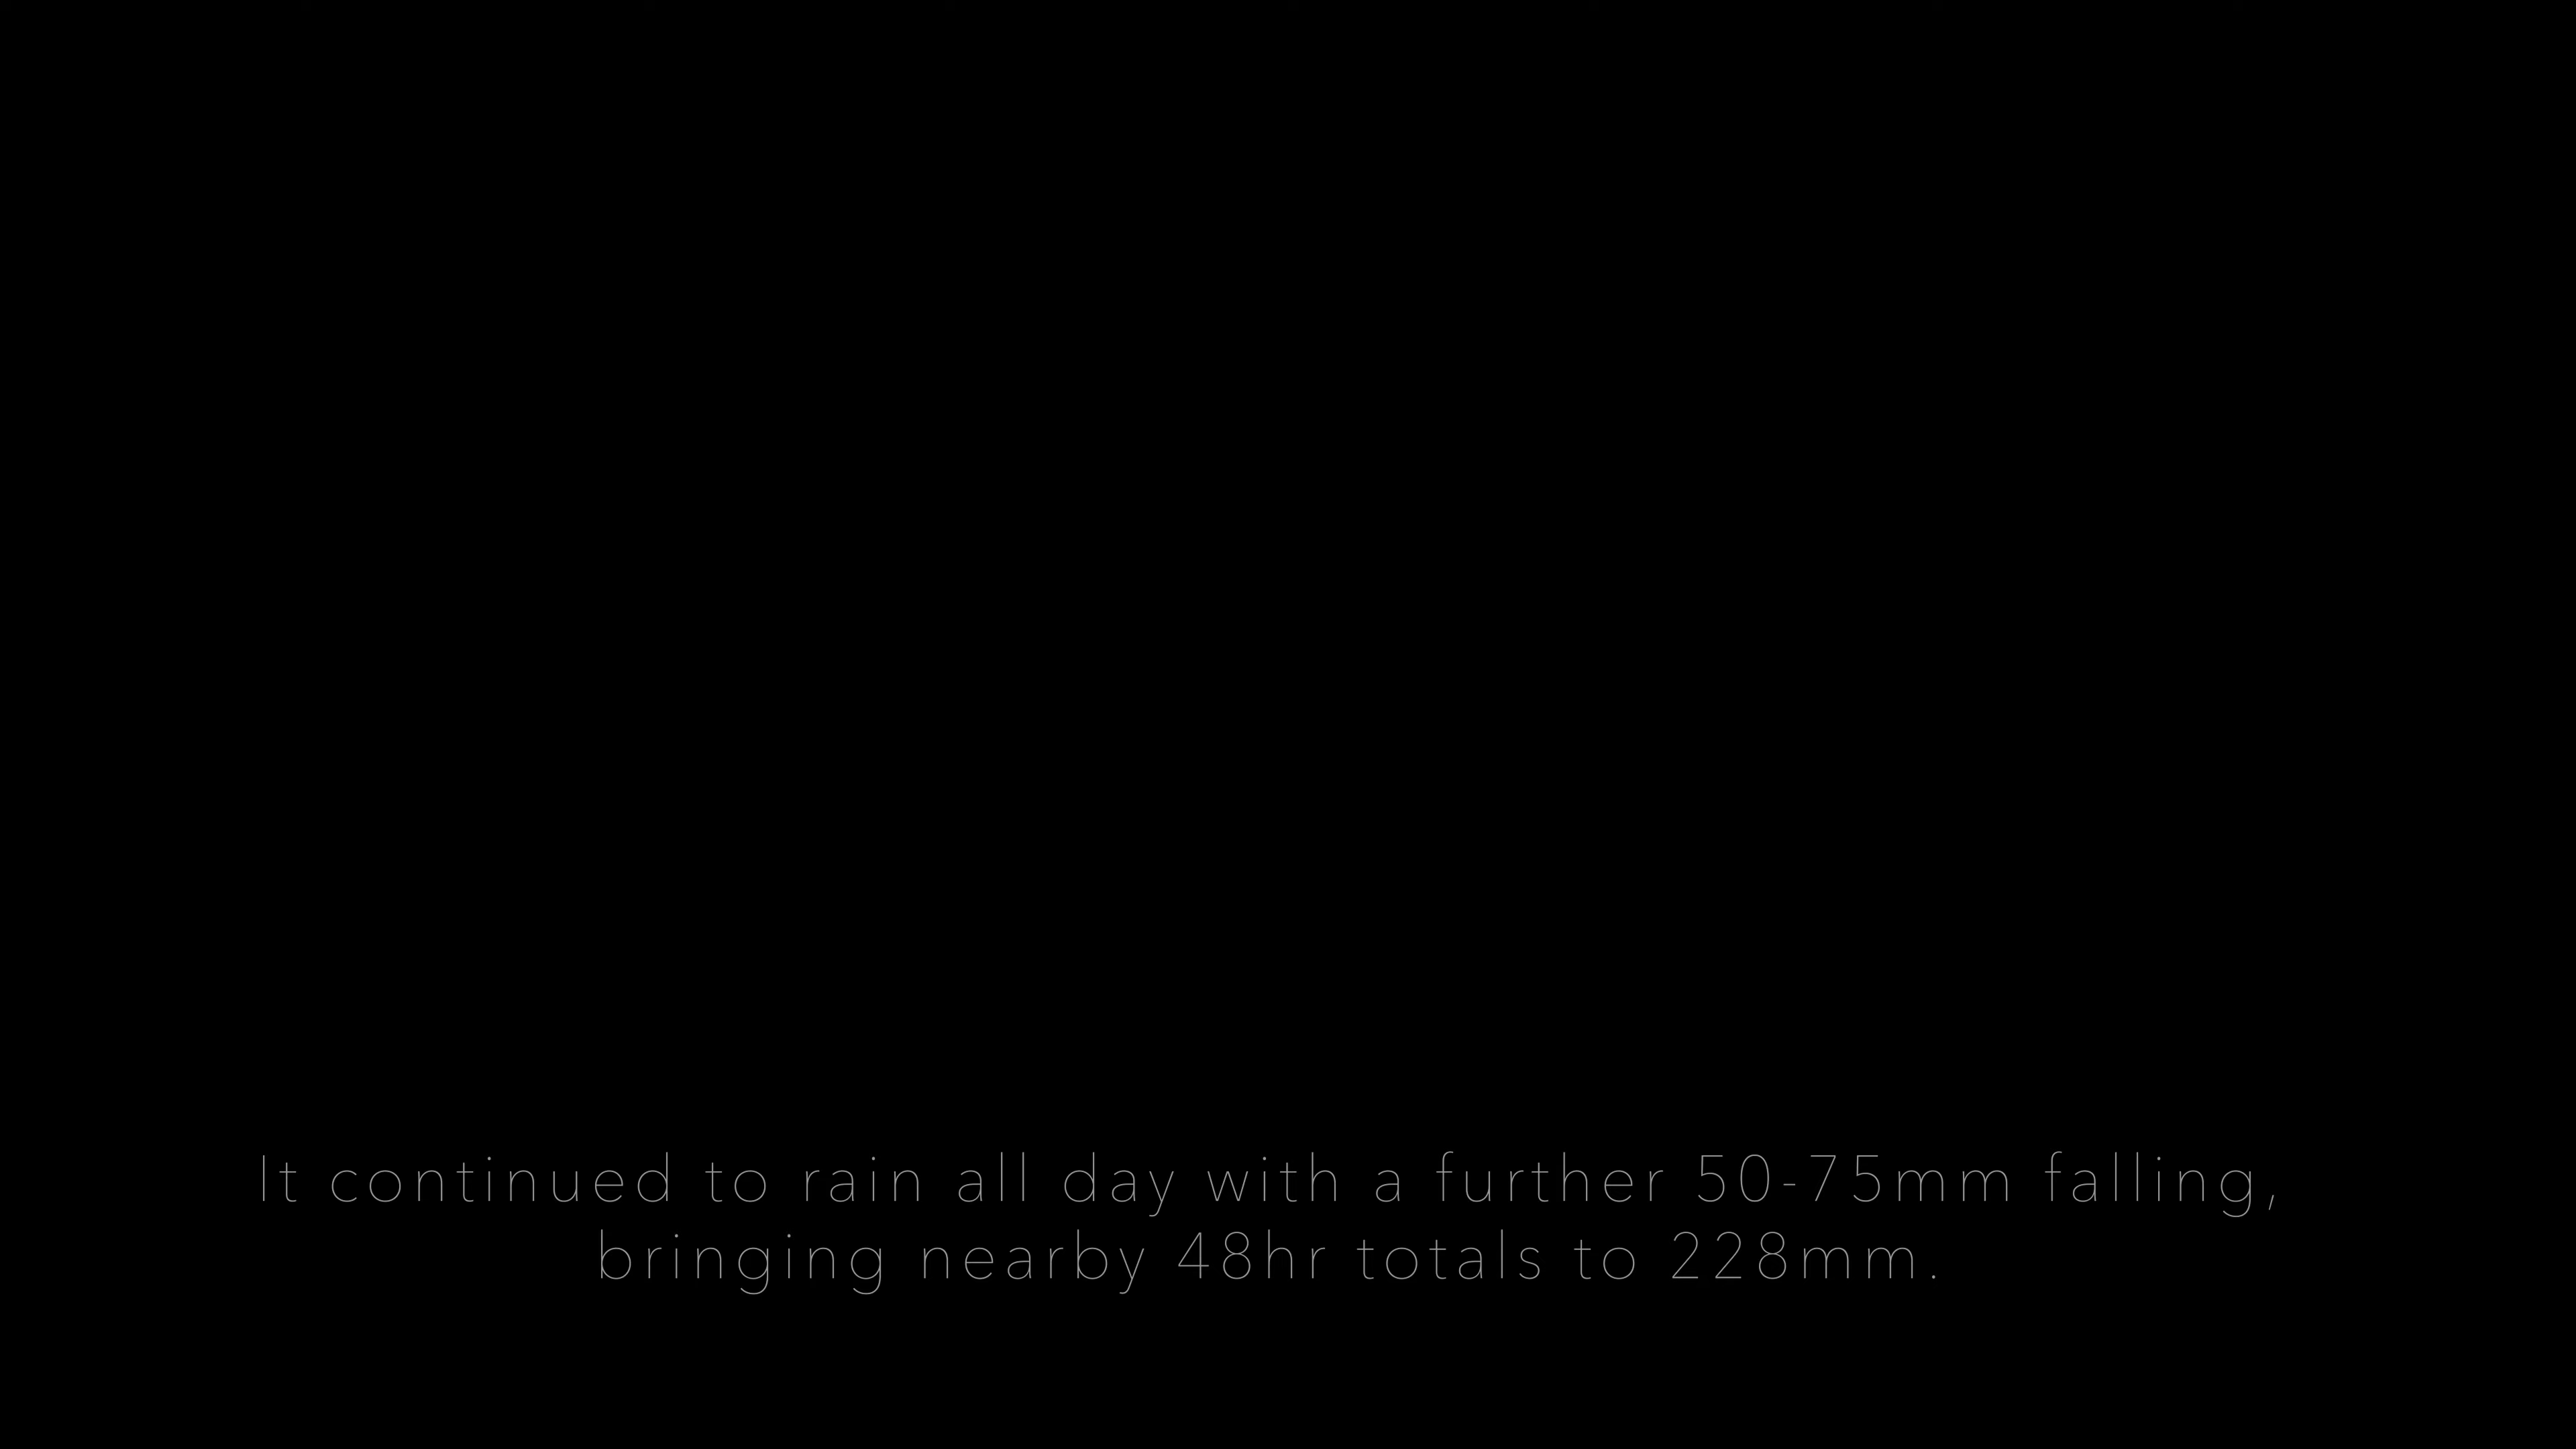 It continued to rain all day with a further 50-75mm falling,
bringing nearby 48hr totals to 228mm.